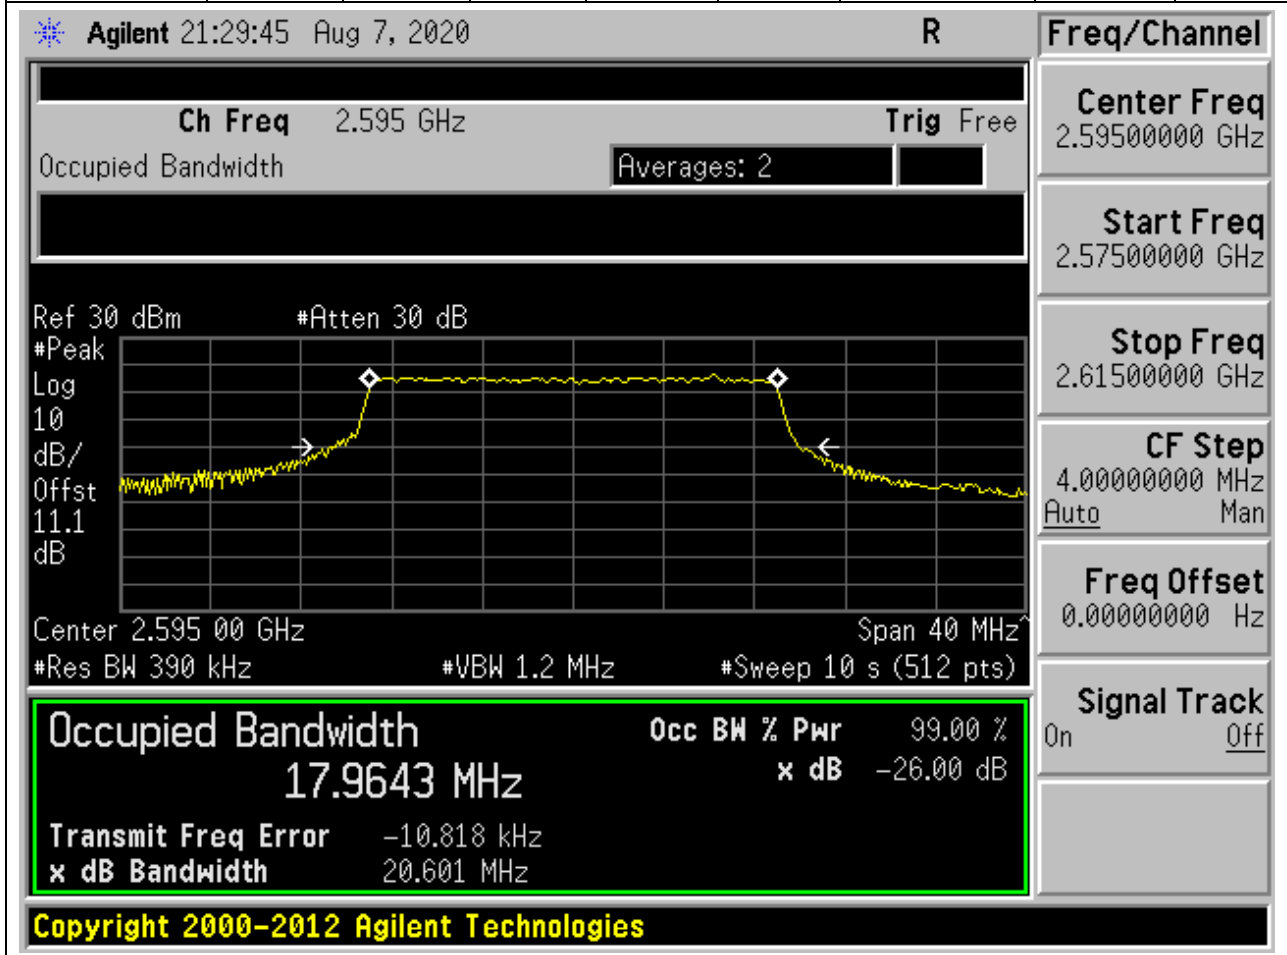 Agilent 21:29:45 Aug 7, 2020 R
Freq/Channel
Ch Freq 2.595 GHz Trig Free
Occupied Bandwidth Averages: 2
Center Freq
2.59500000 GHz
Start Freq
2.57500000 GHz
Stop Freq
2.61500000 GHz
CF Step
4.00000000 MHz
Auto Man
Freq Offset
0.00000000 Hz
Signal Track
On Off
Ref 30 dBm #Atten 30 dB
#Peak
Log
10
dB/
Offst
11.1
dB
Center 2.595 00 GHz Span 40 MHz^
#Res BW 390 kHz #VBW 1.2 MHz #Sweep 10 s (512 pts)
Occupied Bandwidth Occ BW % Pwr 99.00 %
17.9643 MHz x dB -26.00 dB
Transmit Freq Error -10.818 kHz
x dB Bandwidth 20.601 MHz
Copyright 2000-2012 Agilent Technologies